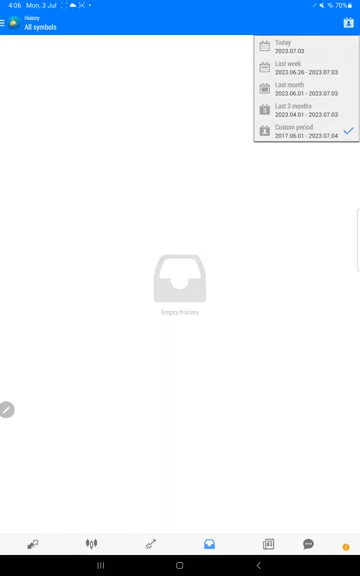 4:06 Mon, 3 Jul
70%
History
All symbols
Today
2023.07.03
Last week
2023.06.26 - 2023.07.03
Last month
2023.06.01 - 2023.07.03
3
Last 3 months
2023.04.01 - 2023.07.03
Custom period
2017.06.01 - 2023.07.04
Empty history